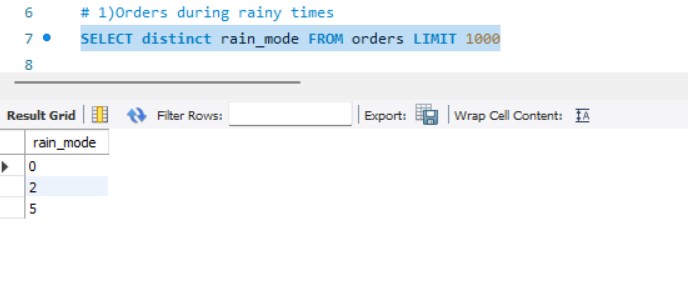 6 # 1)Orders during rainy times
7 SELECT distinct rain_mode FROM orders LIMIT 1000
8
Result Grid Filter Rows: Export: Wrap Cell Content: IA
rain_mode
0
2
5